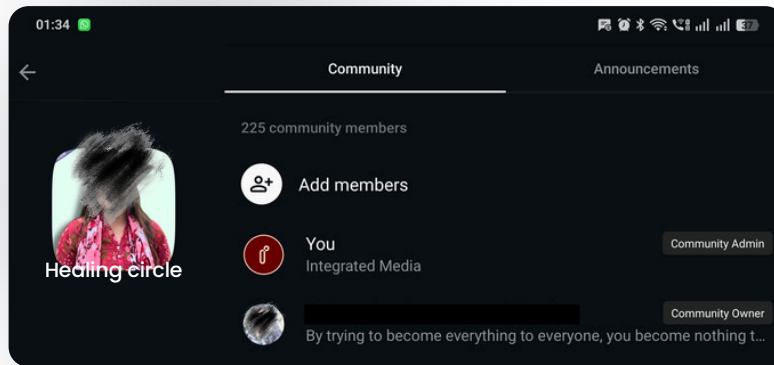 01:34
37
Community
Announcements
225 community members
Add members
You
Community Admin
Integrated Media
Healing circle
Community Owner
By trying to become everything to everyone, you become nothing t...